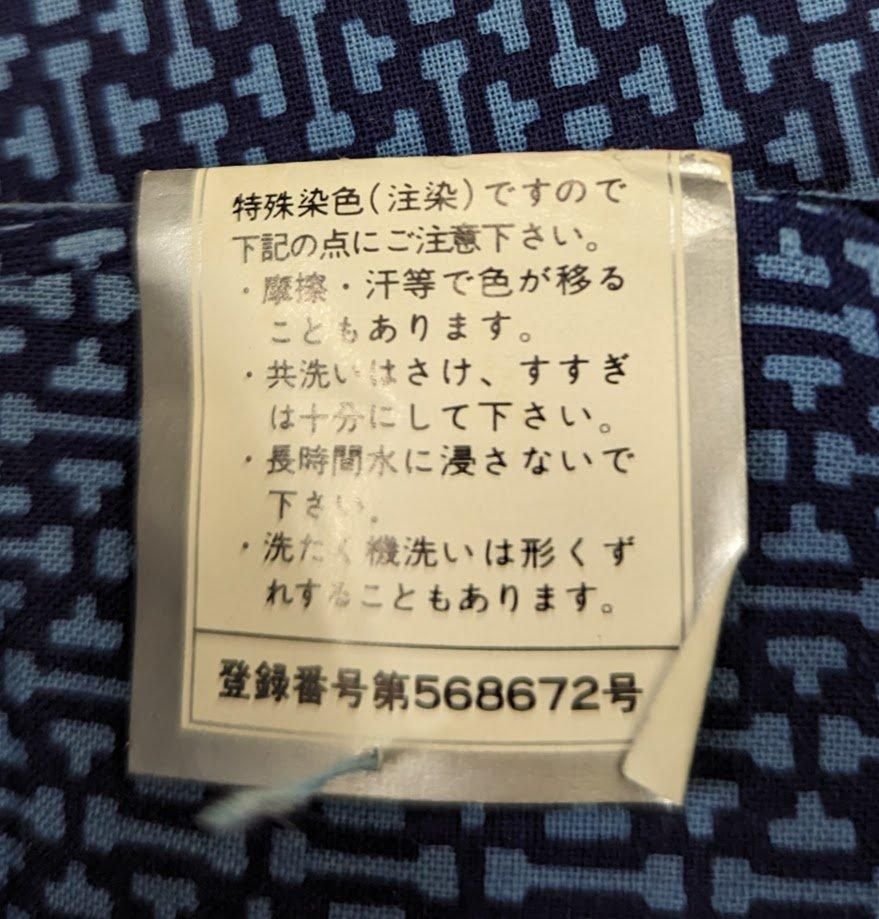 特殊染色(注染)ですので
下記の点にご注意下さい。
・摩擦・汗等で色が移る
こともあります。
・共洗いはさけ、すすぎ
は十分にして下さい。
・長時間水に浸さないで
下さい。
・洗たく機洗いは形くず
れすることもあります。
登録番号第568672号